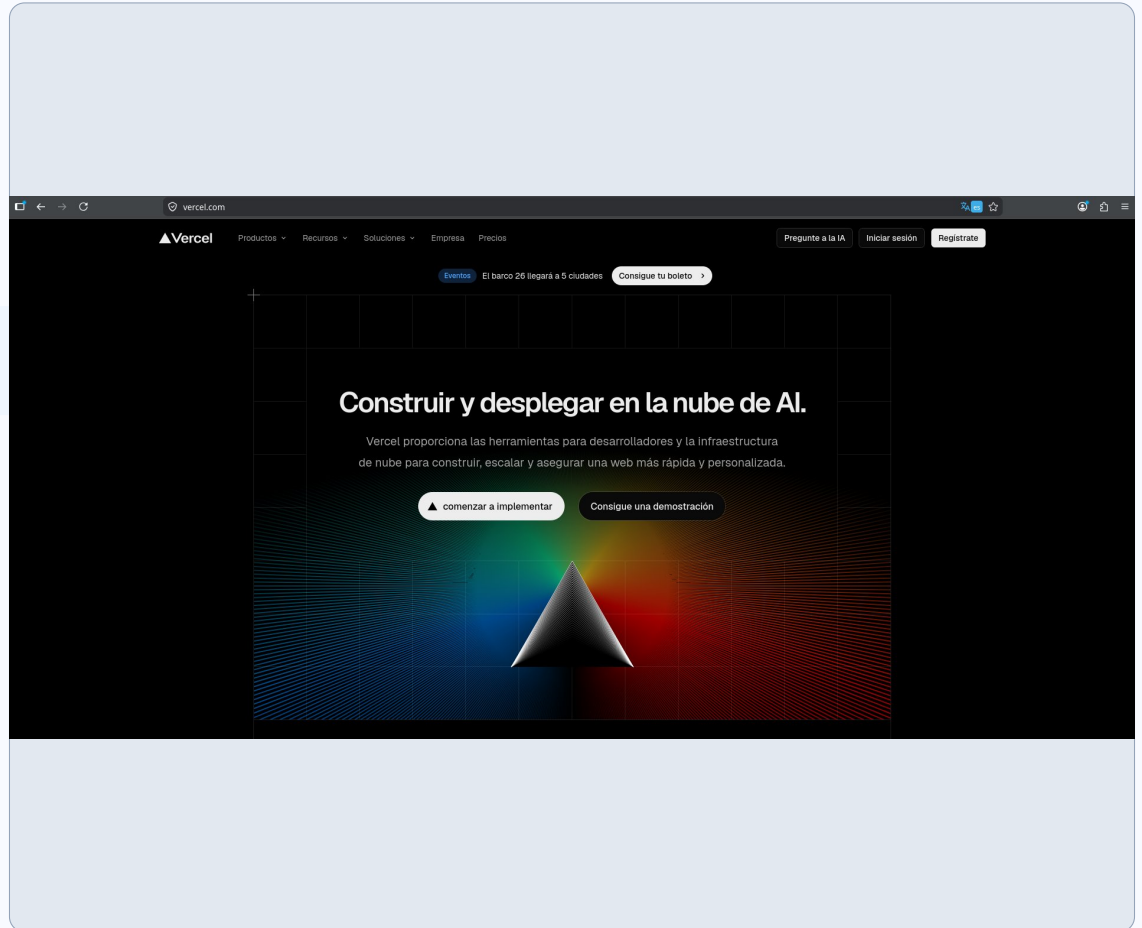 vercel.com
es
Vercel
Productos
Recursos
Soluciones
Empresa
Precios
Pregunte a la IA
Iniciar sesión
Regístrate
Eventos
El barco 26 llegará a 5 ciudades
Consigue tu boleto
Construir y desplegar en la nube de AI.
Vercel proporciona las herramientas para desarrolladores y la infraestructura
de nube para construir, escalar y asegurar una web más rápida y personalizada.
comenzar a implementar
Consigue una demostración